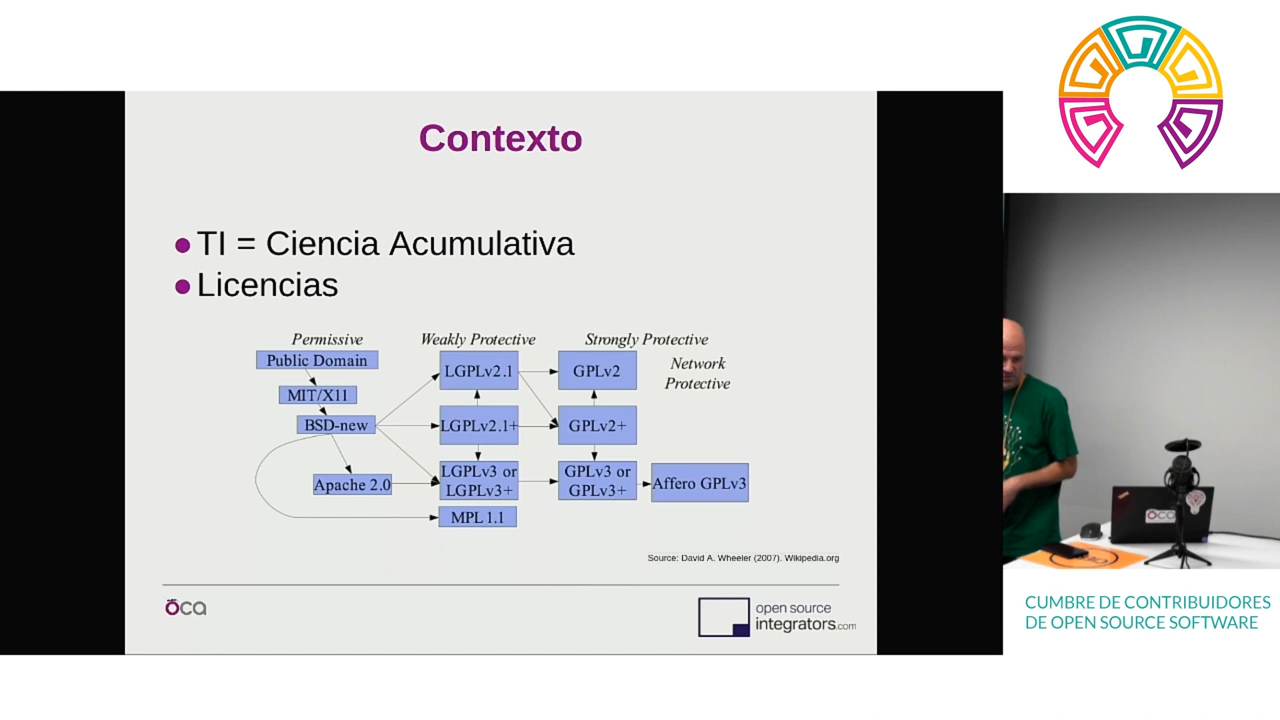 Contexto
TI = Ciencia Acumulativa
Licencias
Permissive
Weakly Protective
Strongly Protective
Network
Protective
Public Domain
MIT/X11
BSD-new
Apache 2.0
LGPLv2.1
LGPLv2.1+
LGPLv3 or
LGPLv3+
MPL 1.1
GPLv2
GPLv2+
GPLv3 or
GPLv3+
Affero GPLv3
Source: David A. Wheeler (2007). Wikipedia.org
oca
open source
integrators.com
oca
CUMBRE DE CONTRIBUIDORES
DE OPEN SOURCE SOFTWARE